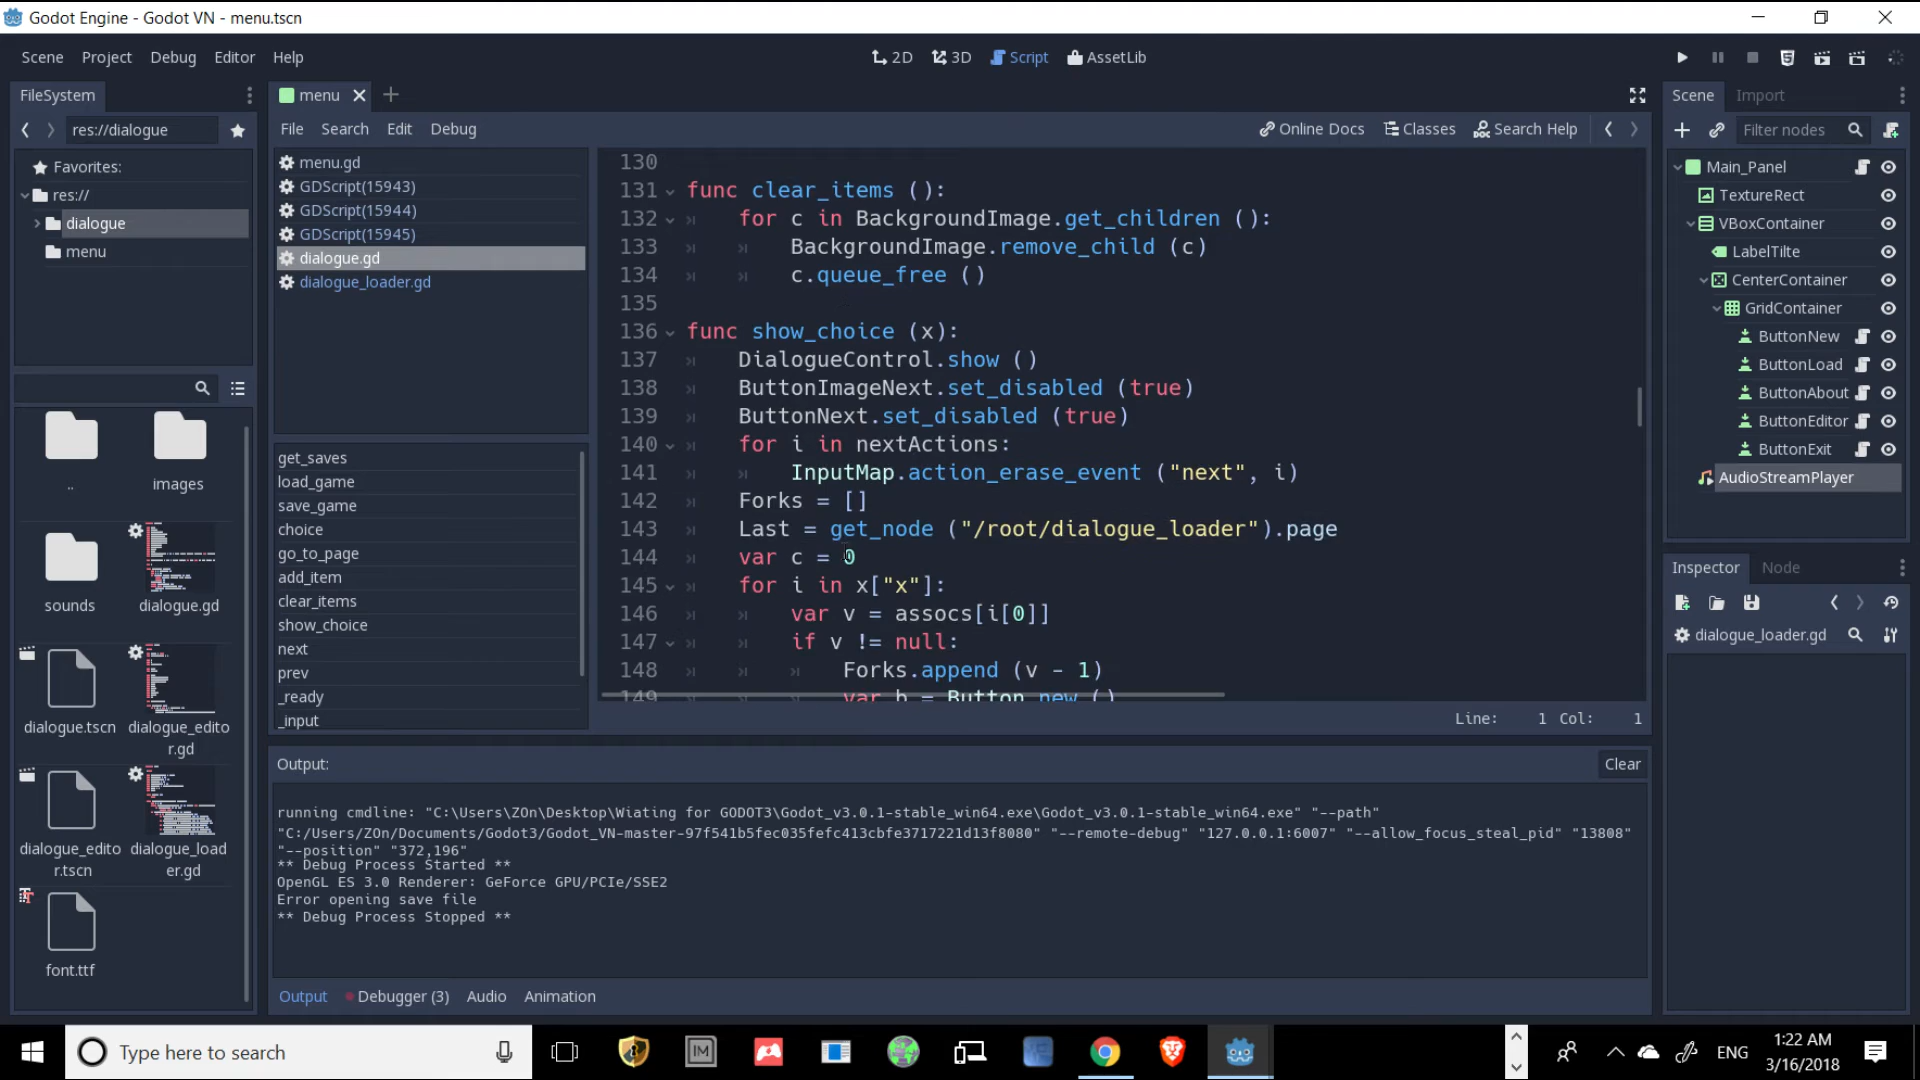 Godot Engine - Godot VN - menu.tscn
Scene Project Debug Editor Help
2D 3D Script AssetLib
FileSystem
res://dialogue
Favorites:
res://
dialogue
menu
..
images
sounds
dialogue.gd
dialogue.tscn
dialogue_edito
r.gd
dialogue_edito
r.tscn
dialogue_load
er.gd
font.ttf
menu
File Search Edit Debug
Online Docs Classes Search Help
menu.gd
GDScript(15943)
GDScript(15944)
GDScript(15945)
dialogue.gd
dialogue_loader.gd
get_saves
load_game
save_game
choice
go_to_page
add_item
clear_items
show_choice
next
prev
_ready
_input
130
131 func clear_items ():
132 for c in BackgroundImage.get_children ():
133 BackgroundImage.remove_child (c)
134 c.queue_free ()
135
136 func show_choice (x):
137 DialogueControl.show ()
138 ButtonImageNext.set_disabled (true)
139 ButtonNext.set_disabled (true)
140 for i in nextActions:
141 InputMap.action_erase_event ("next", i)
142 Forks = []
143 Last = get_node ("/root/dialogue_loader").page
144 var c = 0
145 for i in x["x"]:
146 var v = assocs[i[0]]
147 if v != null:
148 Forks.append (v - 1)
149 var b = Button.new ()
Line: 1 Col: 1
Output:
Clear
running cmdline: "C:\Users\ZOn\Desktop\Wiating for GODOT3\Godot_v3.0.1-stable_win64.exe\Godot_v3.0.1-stable_win64.exe" "--path"
"C:/Users/ZOn/Documents/Godot3/Godot_VN-master-97f541b5fec035fefc413cbfe3717221d13f8080" "--remote-debug" "127.0.0.1:6007" "--allow_focus_steal_pid" "13808"
"--position" "372,196"
** Debug Process Started **
OpenGL ES 3.0 Renderer: GeForce GPU/PCIe/SSE2
Error opening save file
** Debug Process Stopped **
Output Debugger (3) Audio Animation
Scene Import
Filter nodes
Main_Panel
TextureRect
VBoxContainer
LabelTilte
CenterContainer
GridContainer
ButtonNew
ButtonLoad
ButtonAbout
ButtonEditor
ButtonExit
AudioStreamPlayer
Inspector Node
dialogue_loader.gd
Type here to search
IM
ENG
1:22 AM
3/16/2018